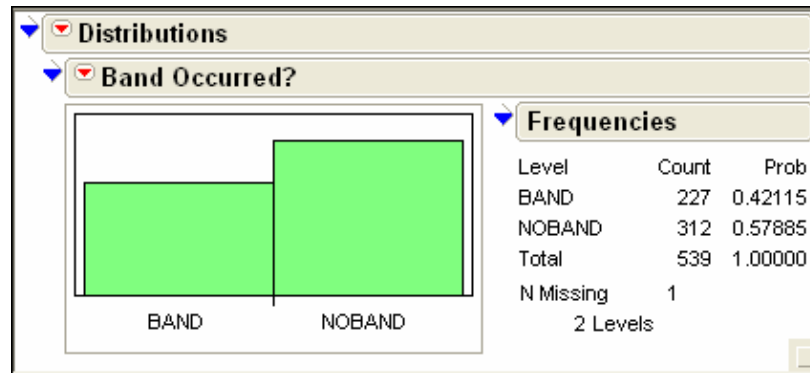 Distributions
Band Occurred?
BAND NOBAND
Frequencies
Level Count Prob
BAND 227 0.42115
NOBAND 312 0.57885
Total 539 1.00000
N Missing 1
2 Levels